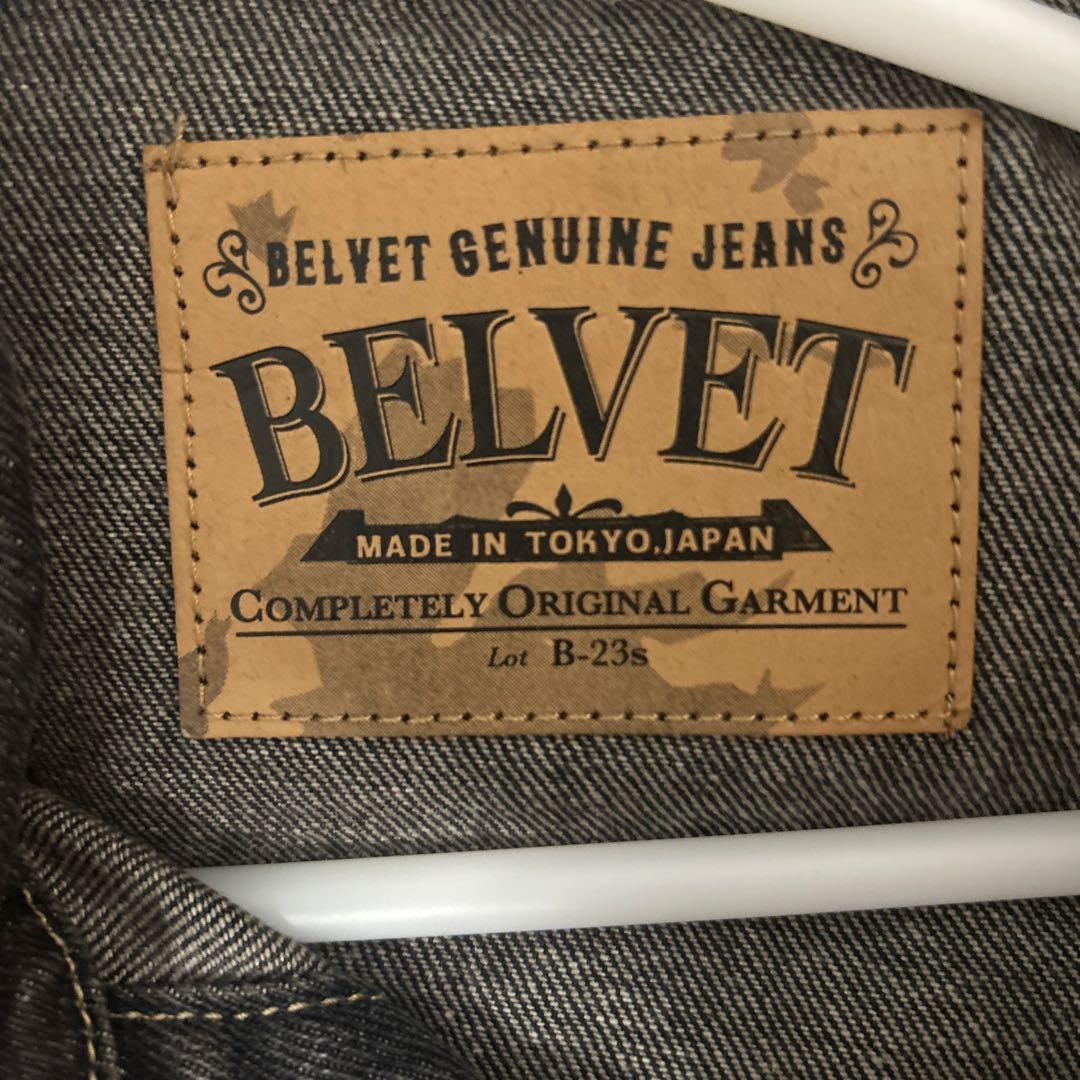 BELVET GENUINE JEANS
BELVET
MADE IN TOKYO,JAPAN
COMPLETELY ORIGINAL GARMENT
Lot B-23s